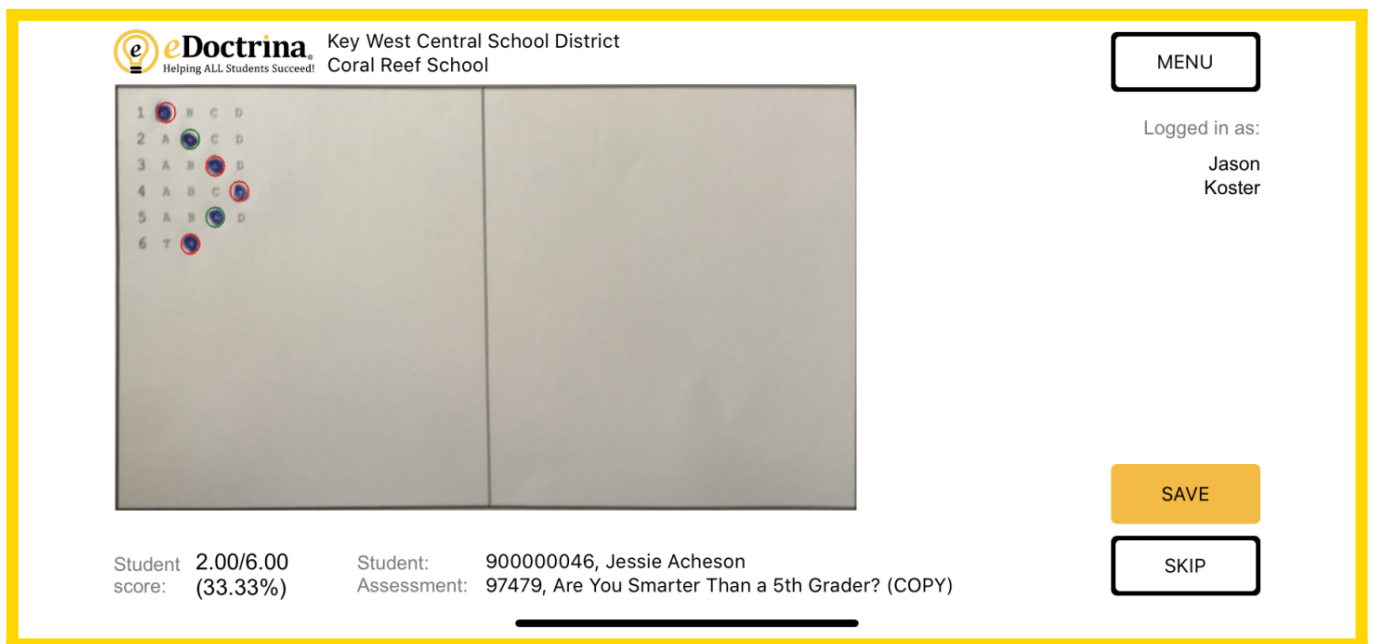 eDoctrina®
Helping ALL Students Succeed!
Key West Central School District
Coral Reef School
MENU
Logged in as:
Jason
Koster
1 B C D
2 A C D
3 A B D
4 A B C
5 A B D
6 T
SAVE
SKIP
Student score: 2.00/6.00 (33.33%)
Student: 900000046, Jessie Acheson
Assessment: 97479, Are You Smarter Than a 5th Grader? (COPY)